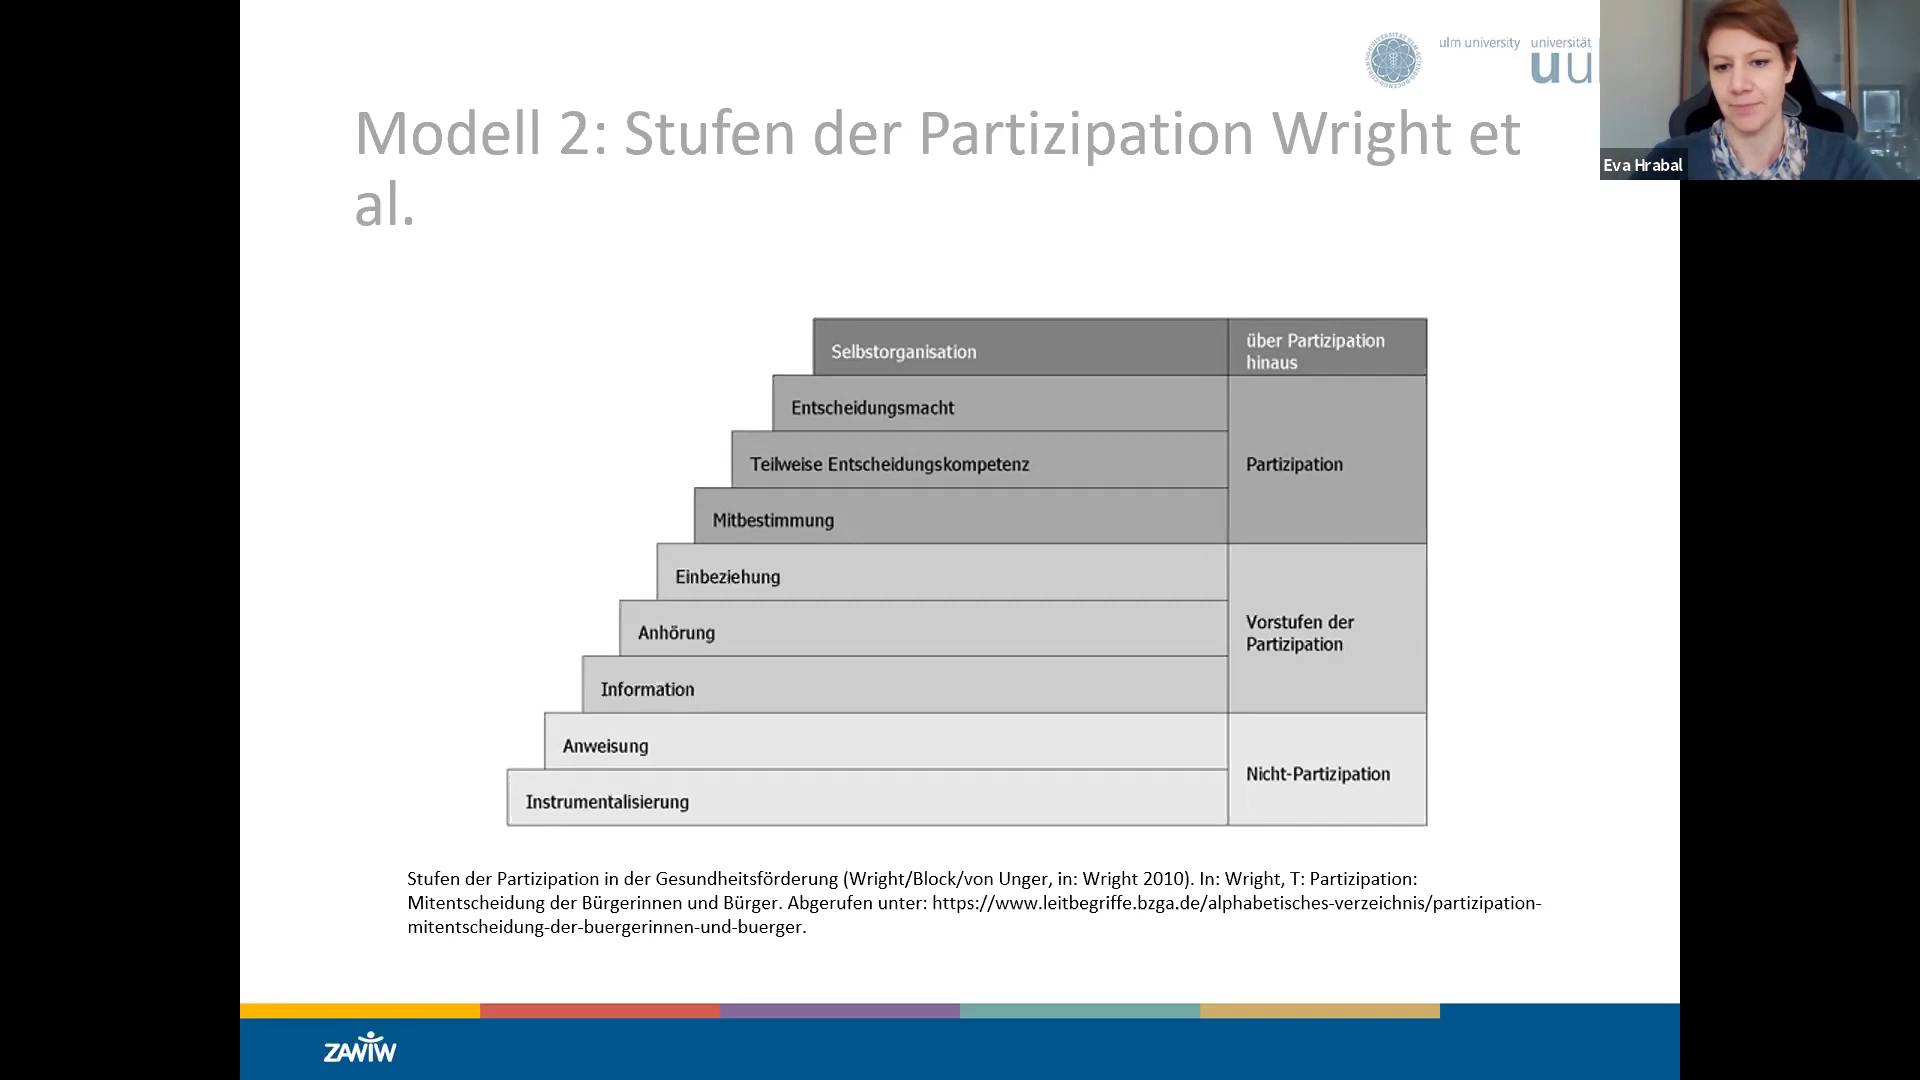 ulm university universität
uu
Eva Hrabal
Modell 2: Stufen der Partizipation Wright et
al.
Selbstorganisation
über Partizipation
hinaus
Entscheidungsmacht
Teilweise Entscheidungskompetenz
Partizipation
Mitbestimmung
Einbeziehung
Anhörung
Vorstufen der
Partizipation
Information
Anweisung
Nicht-Partizipation
Instrumentalisierung
Stufen der Partizipation in der Gesundheitsförderung (Wright/Block/von Unger, in: Wright 2010). In: Wright, T: Partizipation:
Mitentscheidung der Bürgerinnen und Bürger. Abgerufen unter: https://www.leitbegriffe.bzga.de/alphabetisches-verzeichnis/partizipation-
mitentscheidung-der-buergerinnen-und-buerger.
ZAWIW